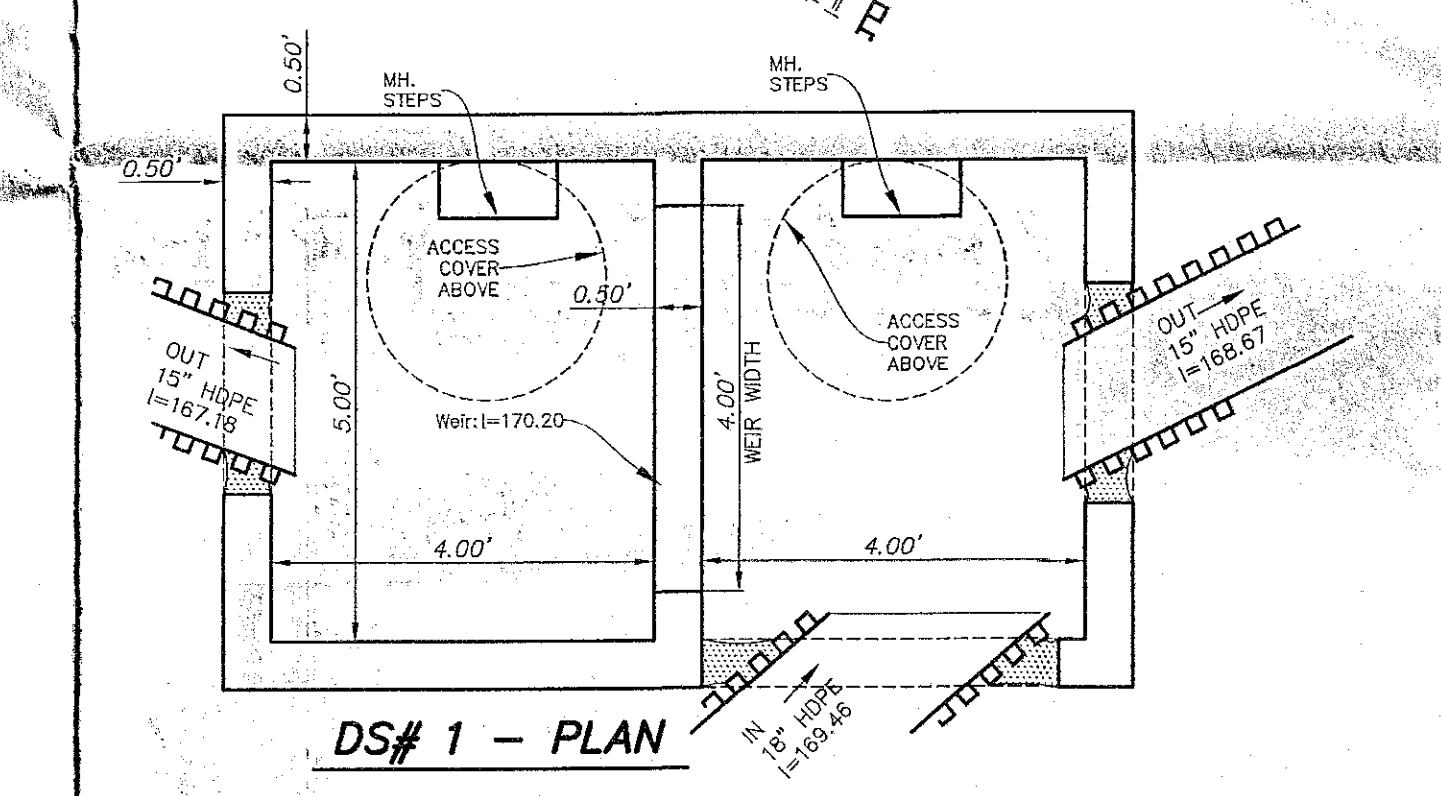 P
0.50'
MH.
STEPS
MH.
STEPS
0.50'
ACCESS
COVER
ABOVE
0.50'
ACCESS
COVER
ABOVE
OUT
15" HDPE
I=167.18
OUT
15" HDPE
I=168.67
5.00'
Weir: I=170.20
4.00'
WEIR WIDTH
4.00'
4.00'
IN
18" HDPE
I=169.46
DS# 1 - PLAN